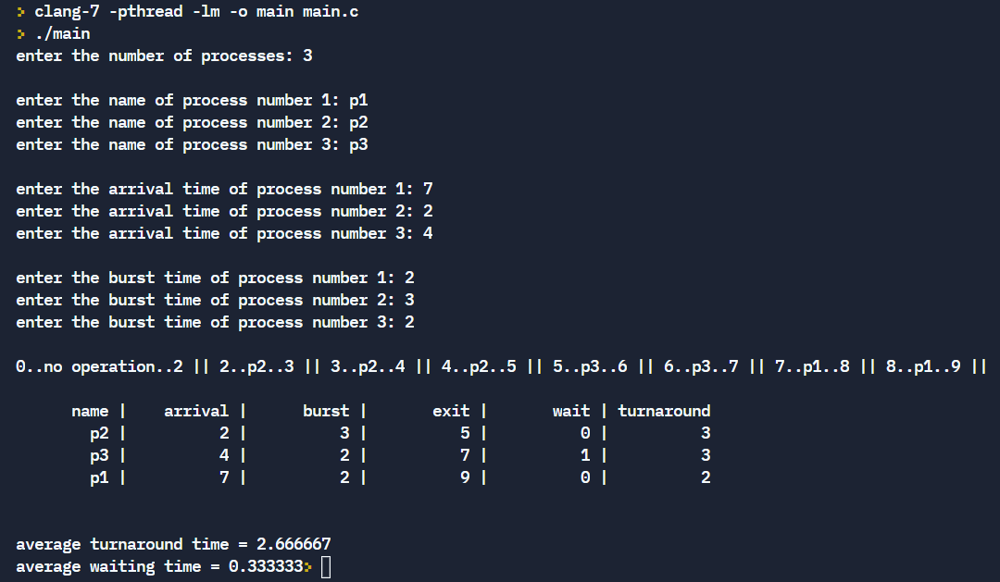 > clang-7 -pthread -lm -o main main.c
> ./main
enter the number of processes: 3

enter the name of process number 1: p1
enter the name of process number 2: p2
enter the name of process number 3: p3

enter the arrival time of process number 1: 7
enter the arrival time of process number 2: 2
enter the arrival time of process number 3: 4

enter the burst time of process number 1: 2
enter the burst time of process number 2: 3
enter the burst time of process number 3: 2

0..no operation..2 || 2..p2..3 || 3..p2..4 || 4..p2..5 || 5..p3..6 || 6..p3..7 || 7..p1..8 || 8..p1..9 ||

      name |    arrival |      burst |       exit |       wait | turnaround
        p2 |          2 |          3 |          5 |          0 |          3
        p3 |          4 |          2 |          7 |          1 |          3
        p1 |          7 |          2 |          9 |          0 |          2

average turnaround time = 2.666667
average waiting time = 0.333333>